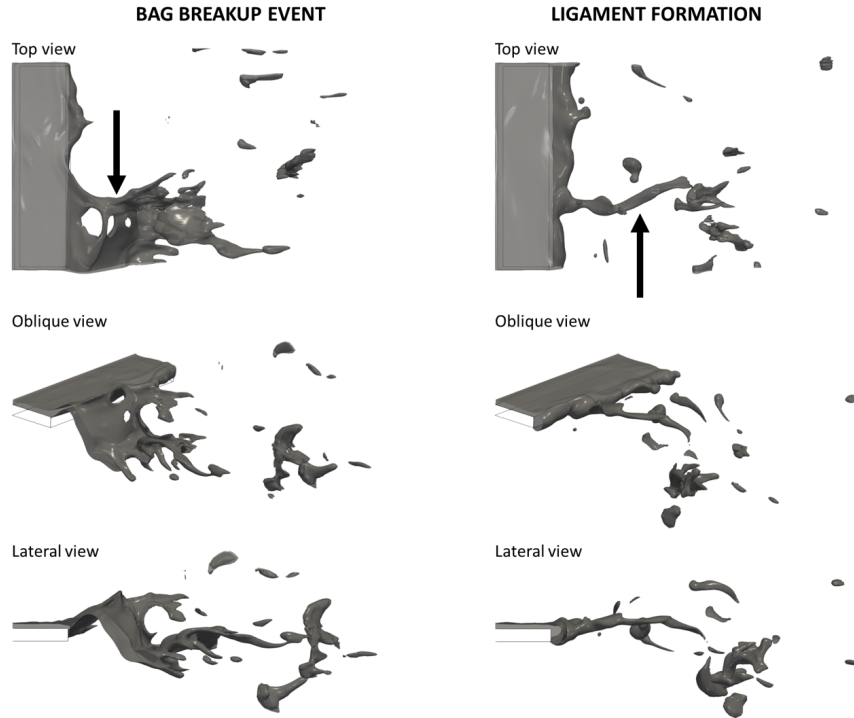 BAG BREAKUP EVENT
Top view
Oblique view
Lateral view
LIGAMENT FORMATION
Top view
Oblique view
Lateral view